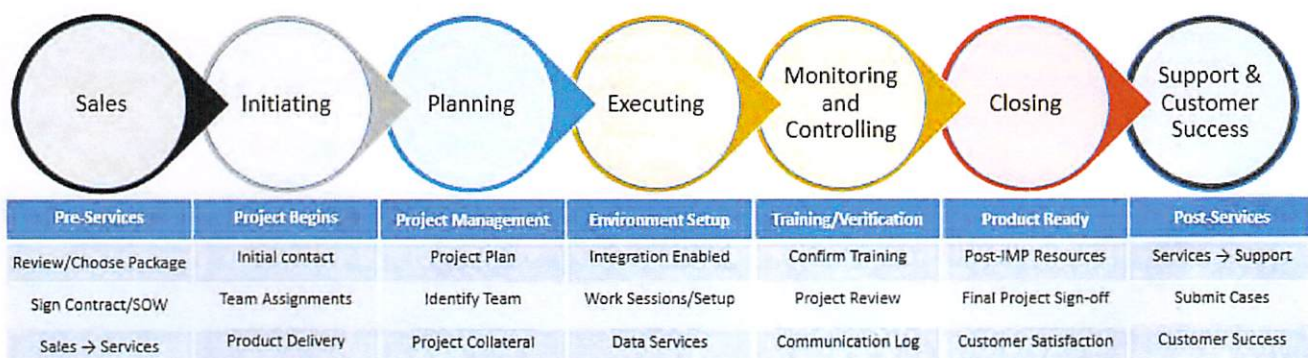 Sales
Initiating
Planning
Executing
Monitoring
and
Controlling
Closing
Support &
Customer
Success
Pre-Services Project Begins Project Management Environment Setup Training/Verification Product Ready Post-Services
Review/Choose Package Initial contact Project Plan Integration Enabled Confirm Training Post-IMP Resources Services → Support
Sign Contract/SOW Team Assignments Identify Team Work Sessions/Setup Project Review Final Project Sign-off Submit Cases
Sales → Services Product Delivery Project Collateral Data Services Communication Log Customer Satisfaction Customer Success